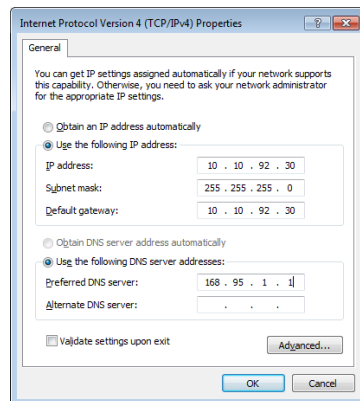 Internet Protocol Version 4 (TCP/IPv4) Properties
General
You can get IP settings assigned automatically if your network supports
this capability. Otherwise, you need to ask your network administrator
for the appropriate IP settings.
Obtain an IP address automatically
Use the following IP address:
IP address: 10 . 10 . 92 . 30
Subnet mask: 255 . 255 . 255 . 0
Default gateway: 10 . 10 . 92 . 30
Obtain DNS server address automatically
Use the following DNS server addresses:
Preferred DNS server: 168 . 95 . 1 . 1
Alternate DNS server: . . .
Validate settings upon exit
Advanced...
OK Cancel